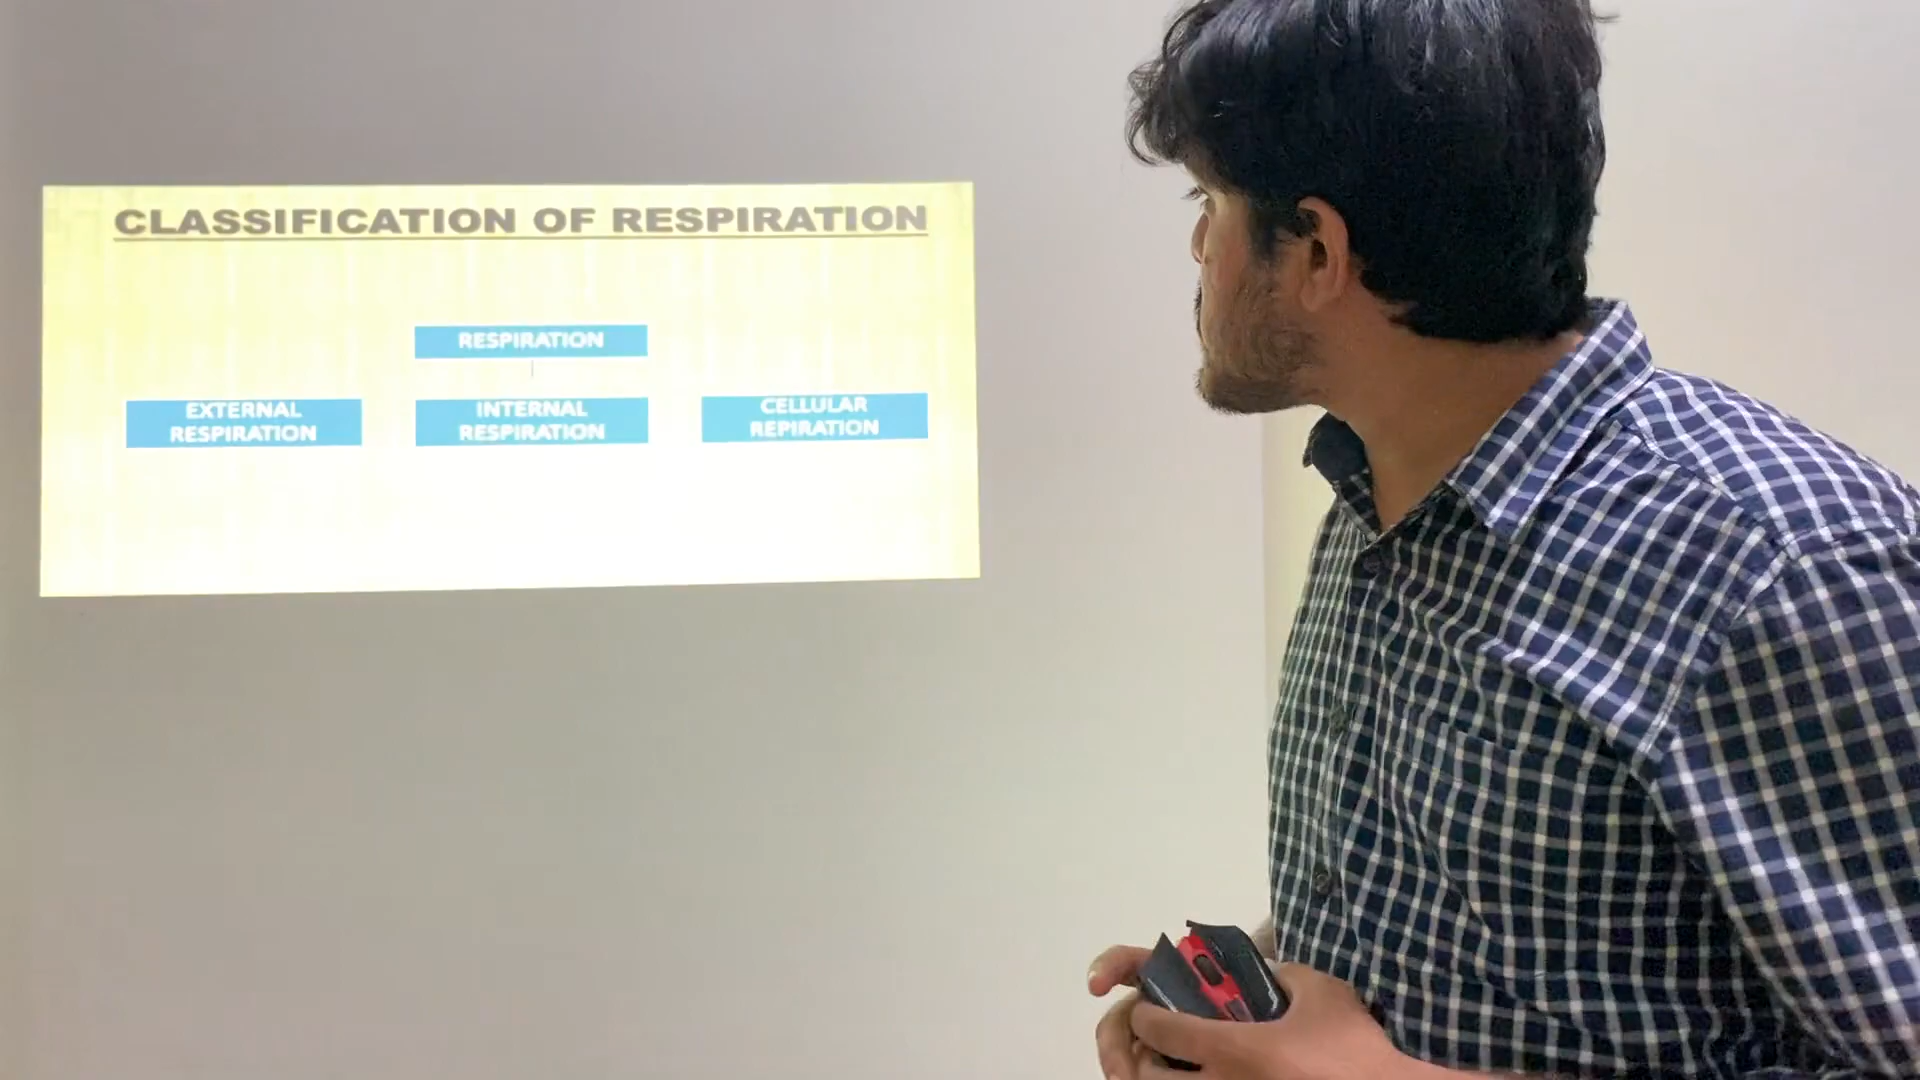 CLASSIFICATION OF RESPIRATION
RESPIRATION
EXTERNAL
RESPIRATION
INTERNAL
RESPIRATION
CELLULAR
REPIRATION